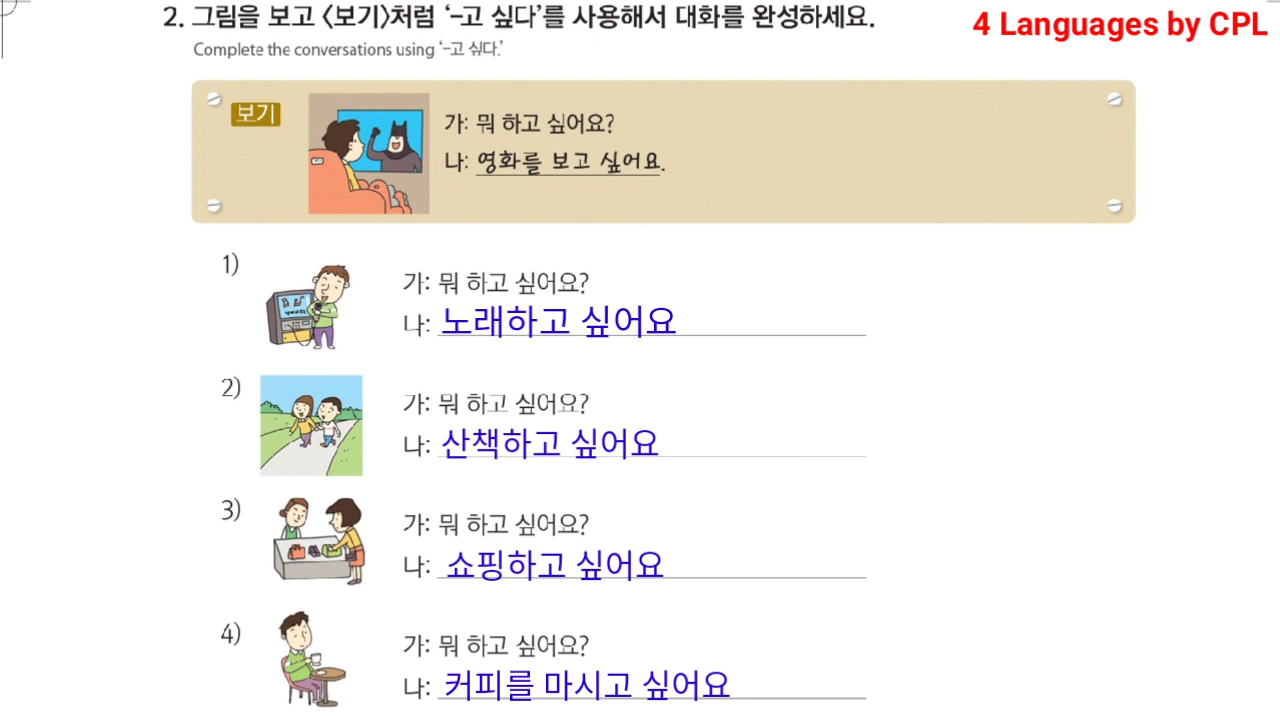 2. 그림을 보고 〈보기〉처럼 ‘-고 싶다’를 사용해서 대화를 완성하세요.
4 Languages by CPL
Complete the conversations using ‘-고 싶다.’
보기
가: 뭐 하고 싶어요?
나: 영화를 보고 싶어요.
1)
가: 뭐 하고 싶어요?
나: 노래하고 싶어요
2)
가: 뭐 하고 싶어요?
나: 산책하고 싶어요
3)
가: 뭐 하고 싶어요?
나: 쇼핑하고 싶어요
4)
가: 뭐 하고 싶어요?
나: 커피를 마시고 싶어요